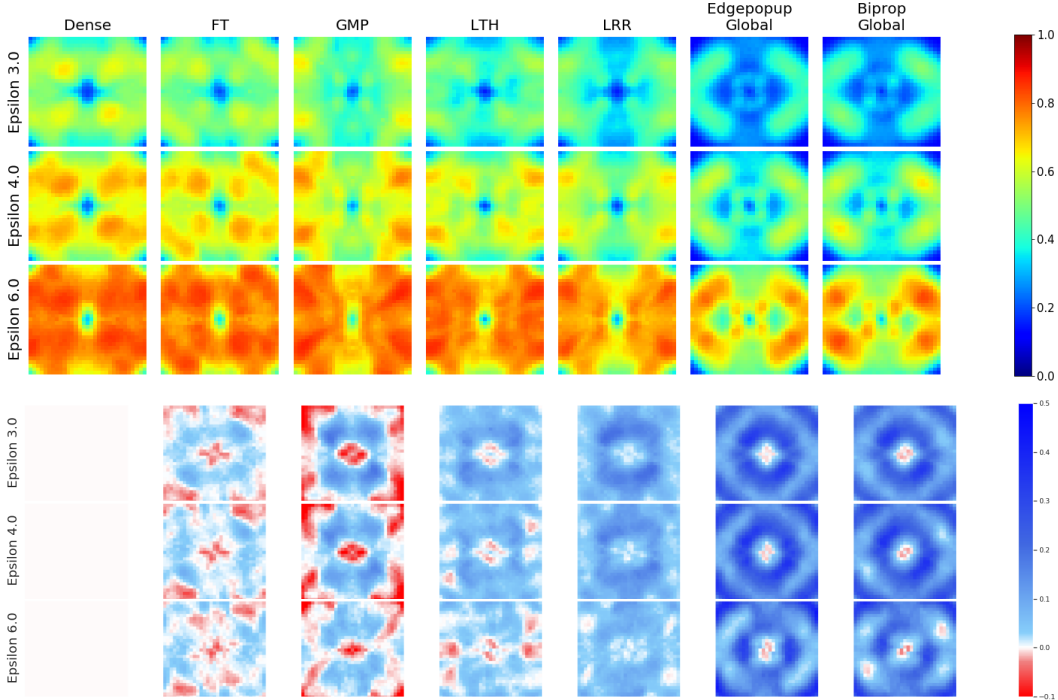 Dense FT GMP LTH LRR Edgepopup Global Biprop Global
Epsilon 3.0
Epsilon 4.0
Epsilon 6.0
1.0
0.8
0.6
0.4
0.2
0.0
Epsilon 3.0
Epsilon 4.0
Epsilon 6.0
0.5
0.4
0.3
0.2
0.1
0.0
−0.1